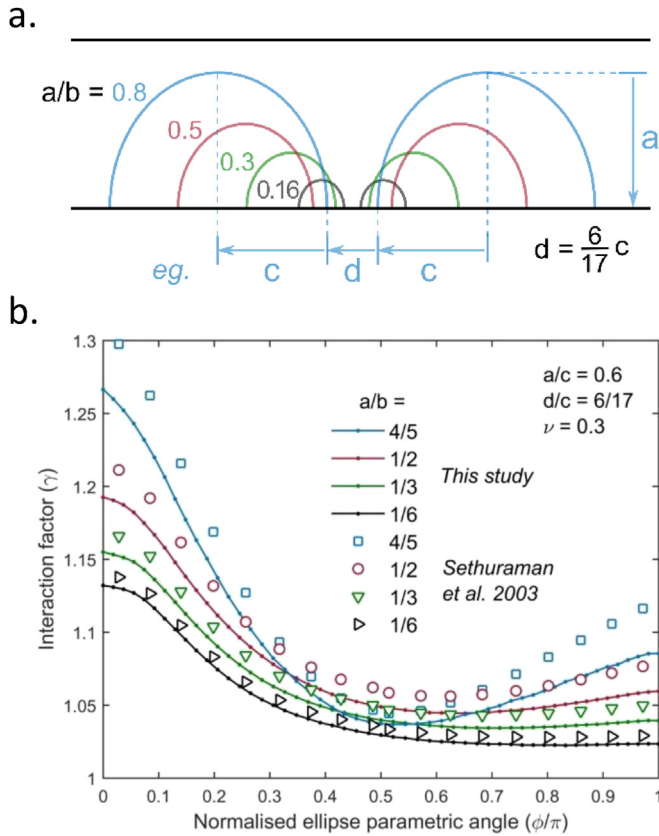 a.
a/b = 0.8
0.5
0.3
0.16
a
eg.
c
d
c
d = 6/17 c
b.
1.3
1.25
1.2
1.15
1.1
1.05
1
Interaction factor (γ)
a/b =
4/5
1/2
1/3
1/6
This study
4/5
1/2
1/3
1/6
Sethuraman
et al. 2003
a/c = 0.6
d/c = 6/17
ν = 0.3
0 0.1 0.2 0.3 0.4 0.5 0.6 0.7 0.8 0.9 1
Normalised ellipse parametric angle (ϕ/π)